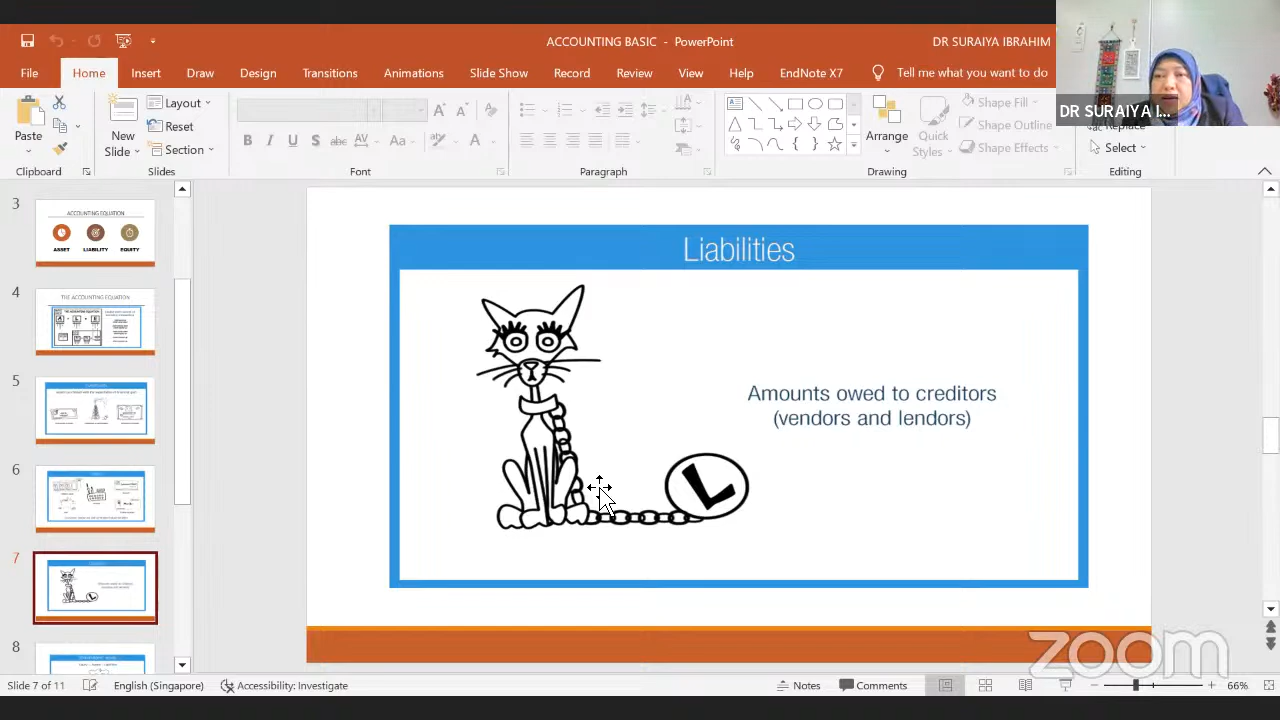 ACCOUNTING BASIC - PowerPoint
DR SURAIYA IBRAHIM
File
Home
Insert
Draw
Design
Transitions
Animations
Slide Show
Record
Review
View
Help
EndNote X7
Tell me what you want to do
DR SURAIYA I...
Paste
New
Slide
Layout
Reset
Section
B I U S abc AV Aa A
Arrange
Quick
Styles
Shape Fill
Shape Outline
Shape Effects
Replace
Select
Clipboard
Slides
Font
Paragraph
Drawing
Editing
3
ACCOUNTING EQUATION
ASSET
LIABILITY
EQUITY
4
THE ACCOUNTING EQUATION
5
6
7
8
Liabilities
Amounts owed to creditors
(vendors and lendors)
L
zoom
Slide 7 of 11
English (Singapore)
Accessibility: Investigate
Notes
Comments
66%